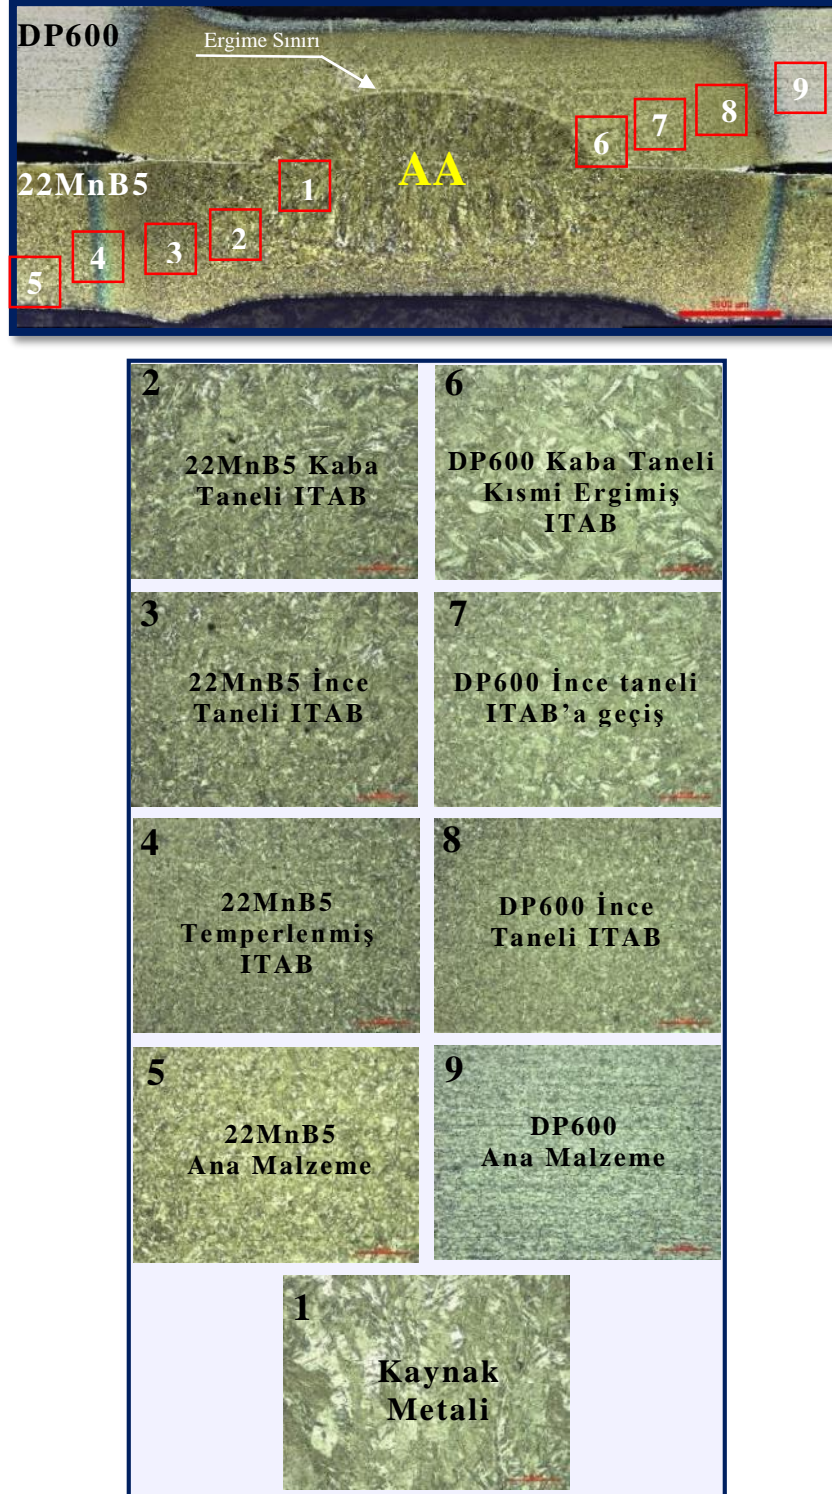 DP600
Ergime Sınırı
9
8
7
6
22MnB5
AA
1
2
3
4
5
2
22MnB5 Kaba
Taneli ITAB
6
DP600 Kaba Taneli
Kısmi Ergimiş
ITAB
3
22MnB5 İnce
Taneli ITAB
7
DP600 İnce taneli
ITAB’a geçiş
4
22MnB5
Temperlenmiş
ITAB
8
DP600 İnce
Taneli ITAB
5
22MnB5
Ana Malzeme
9
DP600
Ana Malzeme
1
Kaynak
Metali